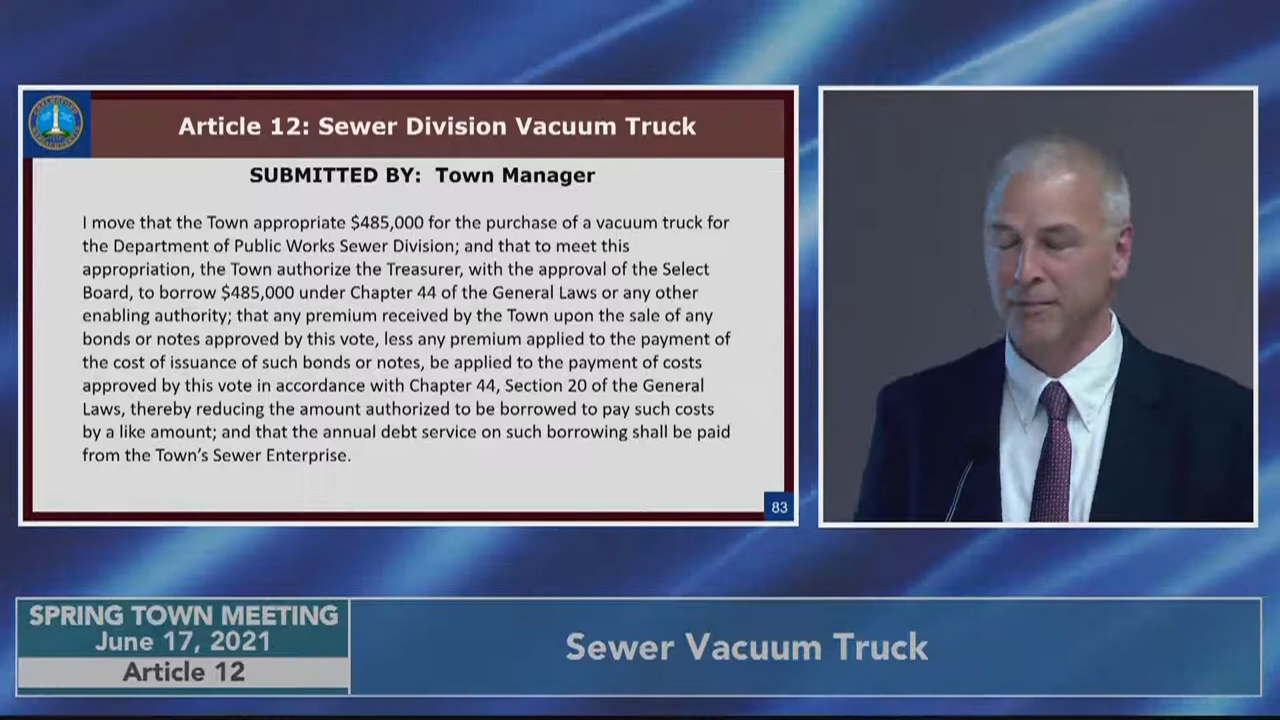 Article 12: Sewer Division Vacuum Truck
SUBMITTED BY: Town Manager
I move that the Town appropriate $485,000 for the purchase of a vacuum truck for
the Department of Public Works Sewer Division; and that to meet this
appropriation, the Town authorize the Treasurer, with the approval of the Select
Board, to borrow $485,000 under Chapter 44 of the General Laws or any other
enabling authority; that any premium received by the Town upon the sale of any
bonds or notes approved by this vote, less any premium applied to the payment of
the cost of issuance of such bonds or notes, be applied to the payment of costs
approved by this vote in accordance with Chapter 44, Section 20 of the General
Laws, thereby reducing the amount authorized to be borrowed to pay such costs
by a like amount; and that the annual debt service on such borrowing shall be paid
from the Town’s Sewer Enterprise.
83
SPRING TOWN MEETING
June 17, 2021
Article 12
Sewer Vacuum Truck